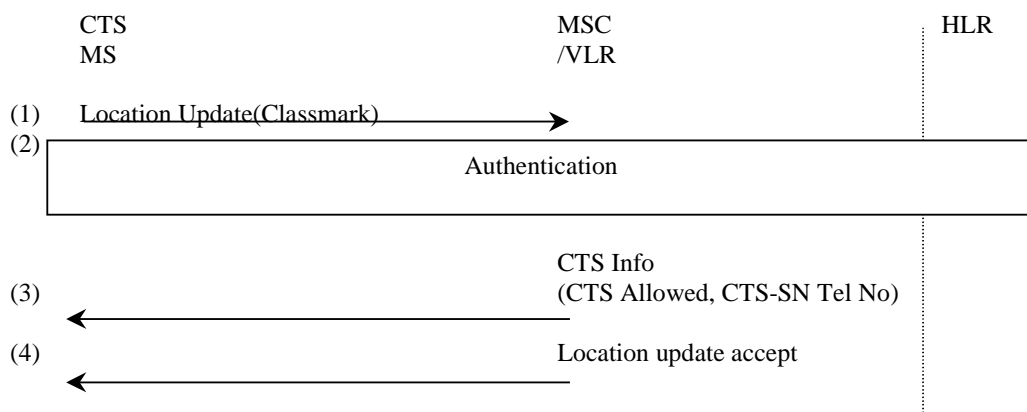 CTS MSC HLR
MS /VLR
(1) Location Update(Classmark)
(2)
Authentication
CTS Info
(3) (CTS Allowed, CTS-SN Tel No)
(4) Location update accept